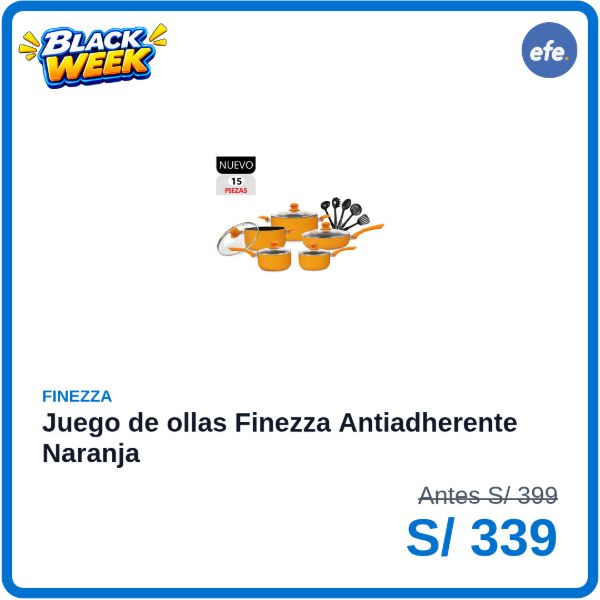 BLACK
WEEK
efe.
NUEVO
15
PIEZAS
FINEZZA
Juego de ollas Finezza Antiadherente
Naranja
Antes S/ 399
S/ 339